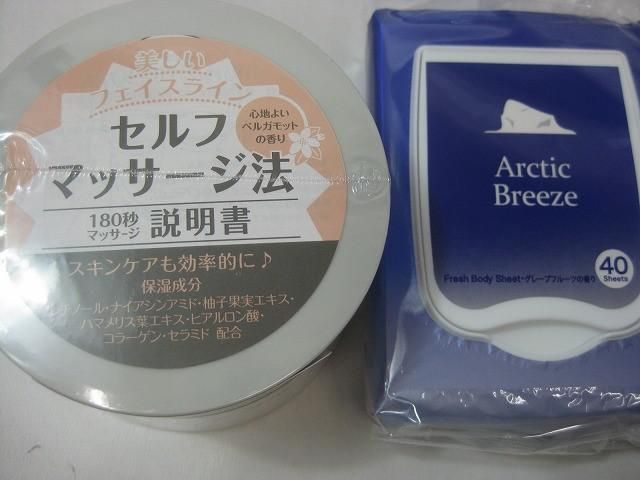 美しい
フェイスライン
心地よい
ベルガモット
の香り
セルフ
マッサージ法
180秒
マッサージ
説明書
スキンケアも効率的に♪
保湿成分
チノール・ナイアシンアミド・柚子果実エキス・
ハマメリス葉エキス・ヒアルロン酸・
コラーゲン・セラミド 配合
Arctic
Breeze
40
Sheets
Fresh Body Sheet・グレープフルーツの香り